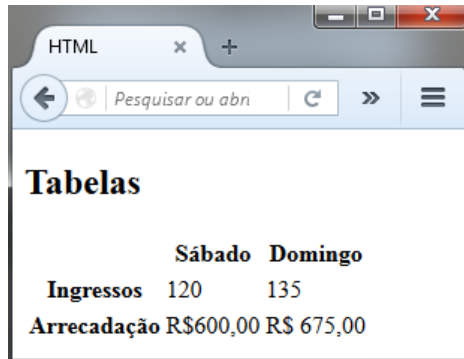 HTML
Pesquisar ou abri
Tabelas
Sábado Domingo
Ingressos 120 135
Arrecadação R$600,00 R$ 675,00